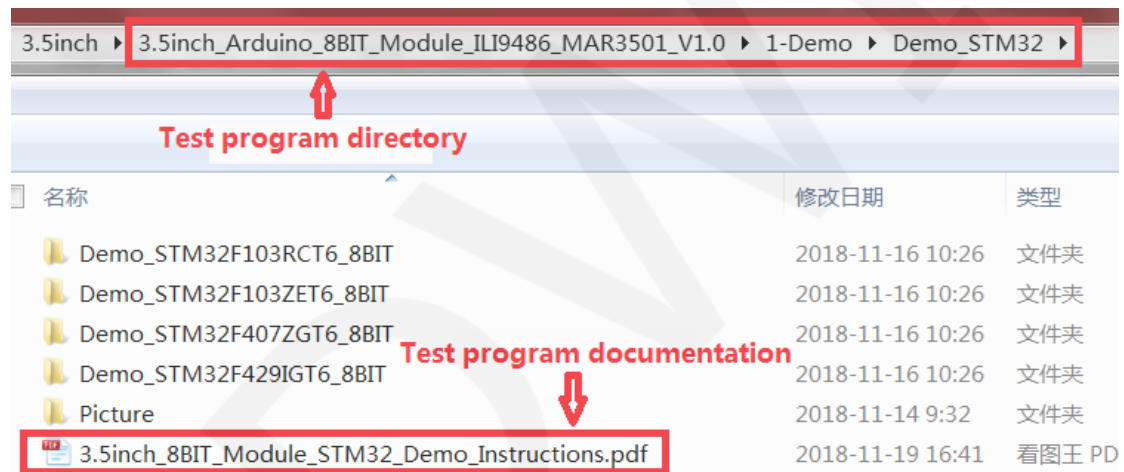 3.5inch ▸ 3.5inch_Arduino_8BIT_Module_ILI9486_MAR3501_V1.0 ▸ 1-Demo ▸ Demo_STM32 ▸
Test program directory
名称 修改日期 类型
Demo_STM32F103RCT6_8BIT 2018-11-16 10:26 文件夹
Demo_STM32F103ZET6_8BIT 2018-11-16 10:26 文件夹
Demo_STM32F407ZGT6_8BIT 2018-11-16 10:26 文件夹
Test program documentation
Demo_STM32F429IGT6_8BIT 2018-11-16 10:26 文件夹
Picture 2018-11-14 9:32 文件夹
3.5inch_8BIT_Module_STM32_Demo_Instructions.pdf 2018-11-19 16:41 看图王 PD